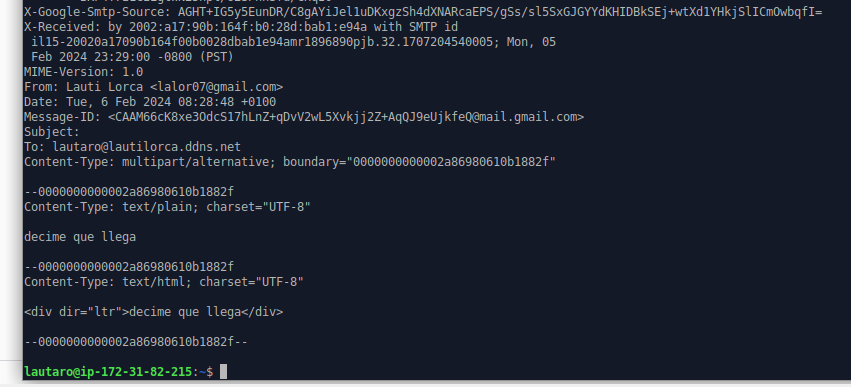 X-Google-Smtp-Source: AGHT+IG5y5EunDR/C8gAYiJel1uDKxgzSh4dXNARcaEPS/gSs/sl5SxGJGYYdKHIDBkSEj+wtXd1YHkjSlICmOwbqfI=
X-Received: by 2002:a17:90b:164f:b0:28d:bab1:e94a with SMTP id
il15-20020a17090b164f00b0028dbab1e94amr1896890pjb.32.1707204540005; Mon, 05
Feb 2024 23:29:00 -0800 (PST)
MIME-Version: 1.0
From: Lauti Lorca <lalor07@gmail.com>
Date: Tue, 6 Feb 2024 08:28:48 +0100
Message-ID: <CAAM66cK8xe3OdcS17hLnZ+qDvV2wL5Xvkjj2Z+AqQJ9eUjkfeQ@mail.gmail.com>
Subject:
To: lautaro@lautilorca.ddns.net
Content-Type: multipart/alternative; boundary="0000000000002a86980610b1882f"
--0000000000002a86980610b1882f
Content-Type: text/plain; charset="UTF-8"
decime que llega
--0000000000002a86980610b1882f
Content-Type: text/html; charset="UTF-8"
<div dir="ltr">decime que llega</div>
--0000000000002a86980610b1882f--
lautaro@ip-172-31-82-215:~$